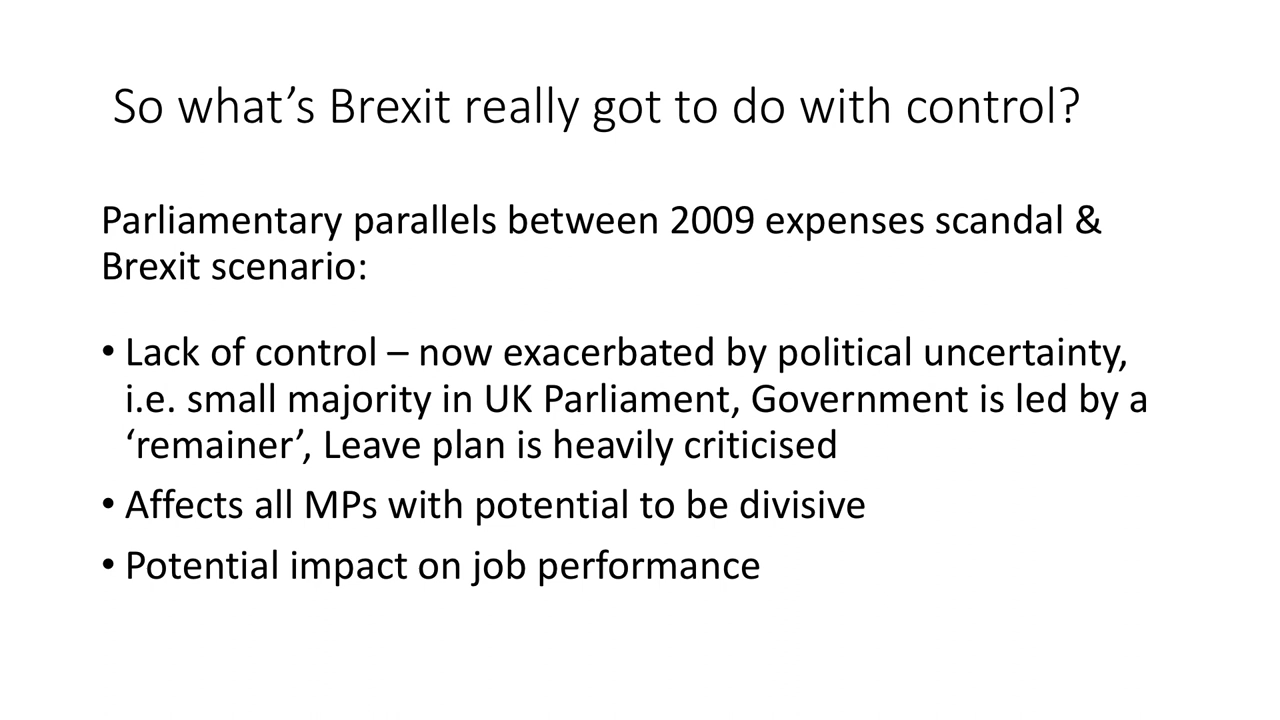 So what’s Brexit really got to do with control?
Parliamentary parallels between 2009 expenses scandal &
Brexit scenario:
• Lack of control – now exacerbated by political uncertainty,
i.e. small majority in UK Parliament, Government is led by a
‘remainer’, Leave plan is heavily criticised
• Affects all MPs with potential to be divisive
• Potential impact on job performance